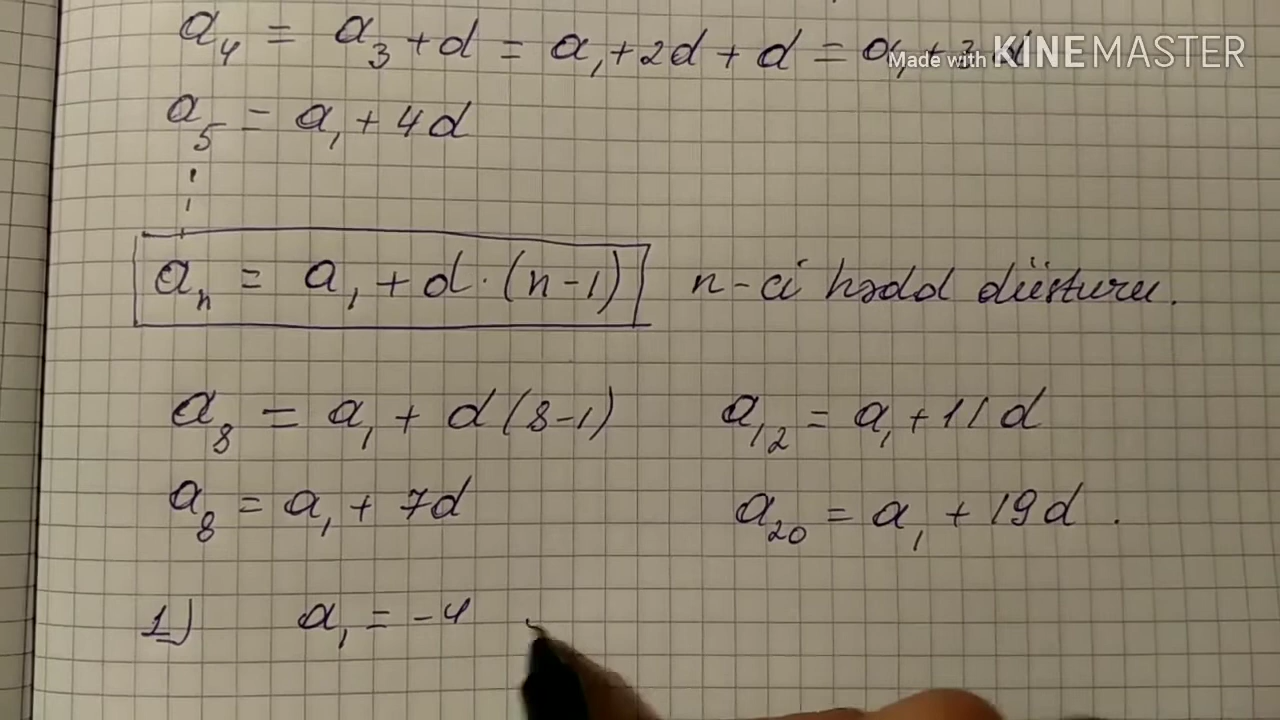 a₄ = a₃ + d = a₁ + 2d + d = a₁ + 3d
Made with KINEMASTER
a₅ = a₁ + 4d
aₙ = a₁ + d·(n-1) n-ci hədd düsturu.
a₈ = a₁ + d(8-1) a₁₂ = a₁ + 11d
a₈ = a₁ + 7d a₂₀ = a₁ + 19d.
1) a₁ = -4